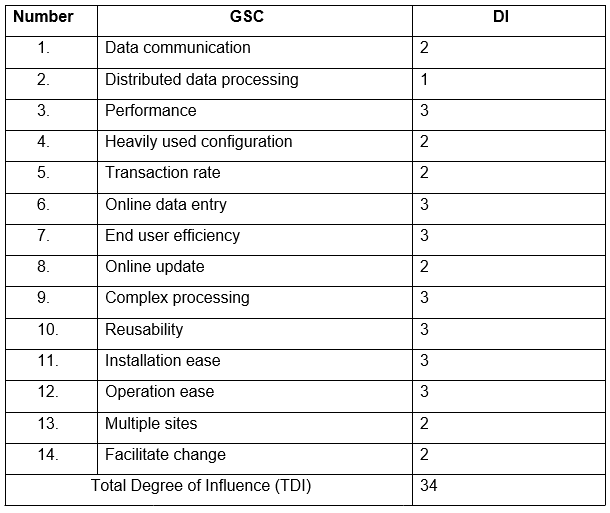 Number GSC DI
1. Data communication 2
2. Distributed data processing 1
3. Performance 3
4. Heavily used configuration 2
5. Transaction rate 2
6. Online data entry 3
7. End user efficiency 3
8. Online update 2
9. Complex processing 3
10. Reusability 3
11. Installation ease 3
12. Operation ease 3
13. Multiple sites 2
14. Facilitate change 2
Total Degree of Influence (TDI) 34